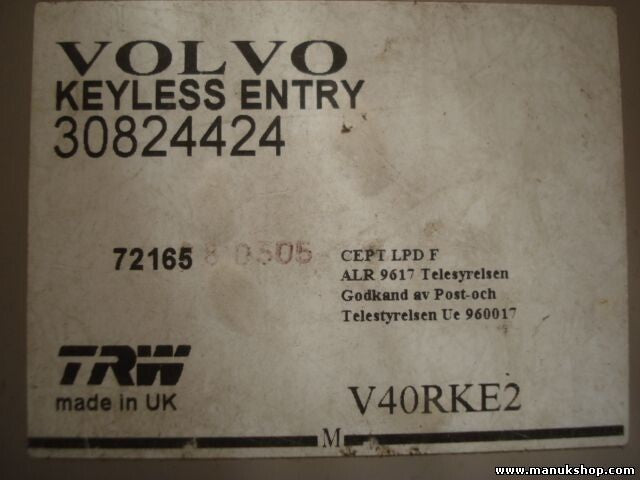 VOLVO
KEYLESS ENTRY
30824424
72165 980505
CEPT LPD F
ALR 9617 Telesyrelsen
Godkand av Post-och
Telestyrelsen Ue 960017
TRW
made in UK
V40RKE2
M
www.manukshop.com